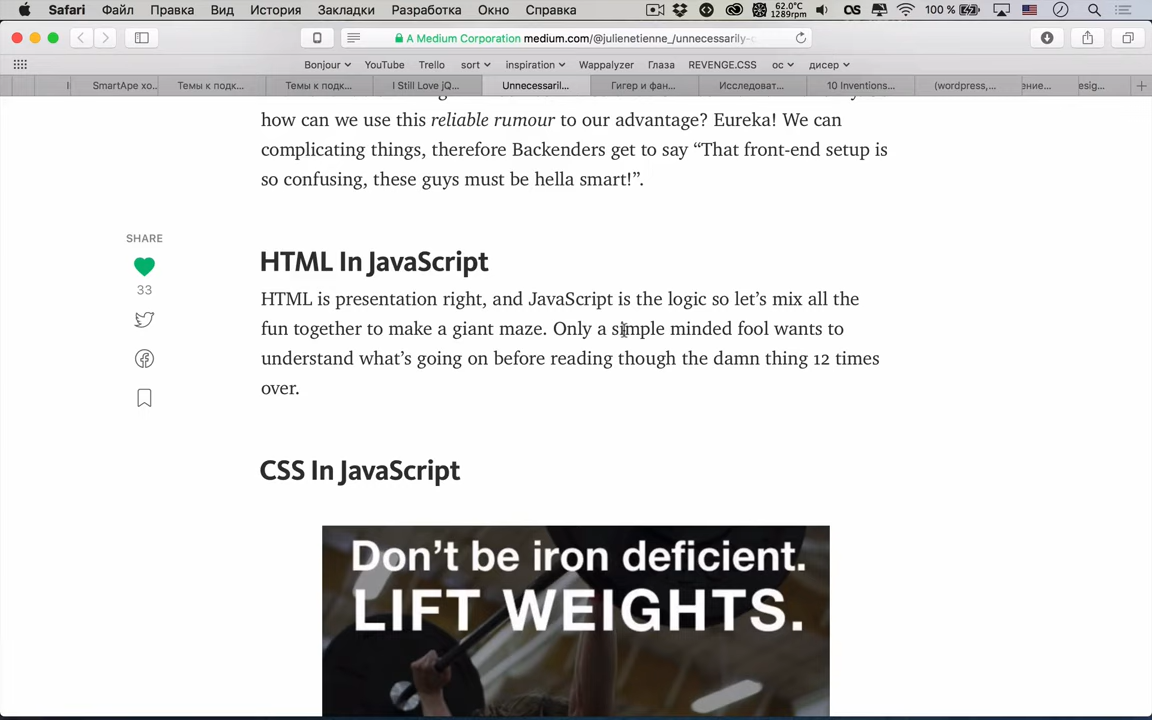 Safari Файл Правка Вид История Закладки Разработка Окно Справка 62.0°C 1289rpm 100 %
A Medium Corporation medium.com/@julienetienne_/unnecessarily-c
Bonjour YouTube Trello sort inspiration Wappalyzer Глаза REVENGE.CSS ос дисер
SmartApe хо... Темы к подк... Темы к подк... I Still Love jQ... Unnecessaril... Гигер и фан... Исследоват... 10 Inventions... (wordpress,... ение... esig...
how can we use this reliable rumour to our advantage? Eureka! We can
complicating things, therefore Backenders get to say “That front-end setup is
so confusing, these guys must be hella smart!”.
SHARE
33
HTML In JavaScript
HTML is presentation right, and JavaScript is the logic so let’s mix all the
fun together to make a giant maze. Only a simple minded fool wants to
understand what’s going on before reading though the damn thing 12 times
over.
CSS In JavaScript
Don’t be iron deficient.
LIFT WEIGHTS.